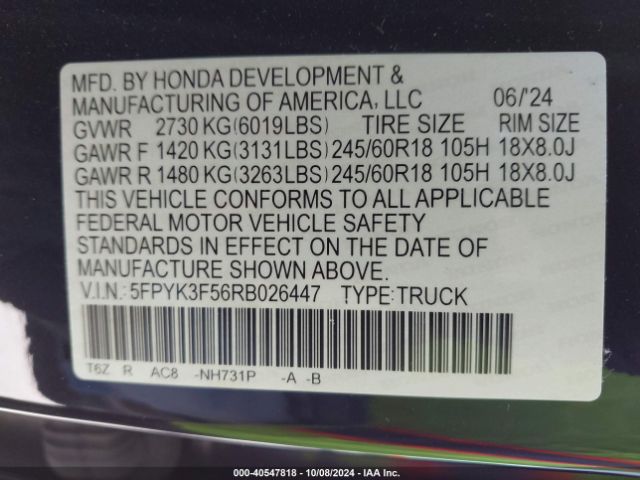 MFD. BY HONDA DEVELOPMENT &
MANUFACTURING OF AMERICA, LLC 06/'24
GVWR 2730 KG(6019LBS) TIRE SIZE RIM SIZE
GAWR F 1420 KG(3131LBS) 245/60R18 105H 18X8.0J
GAWR R 1480 KG(3263LBS) 245/60R18 105H 18X8.0J
THIS VEHICLE CONFORMS TO ALL APPLICABLE
FEDERAL MOTOR VEHICLE SAFETY
STANDARDS IN EFFECT ON THE DATE OF
MANUFACTURE SHOWN ABOVE.
V.I.N.: 5FPYK3F56RB026447 TYPE: TRUCK
T6Z R AC8 -NH731P -A -B
000-40547818 | 10/08/2024 | IAA Inc.